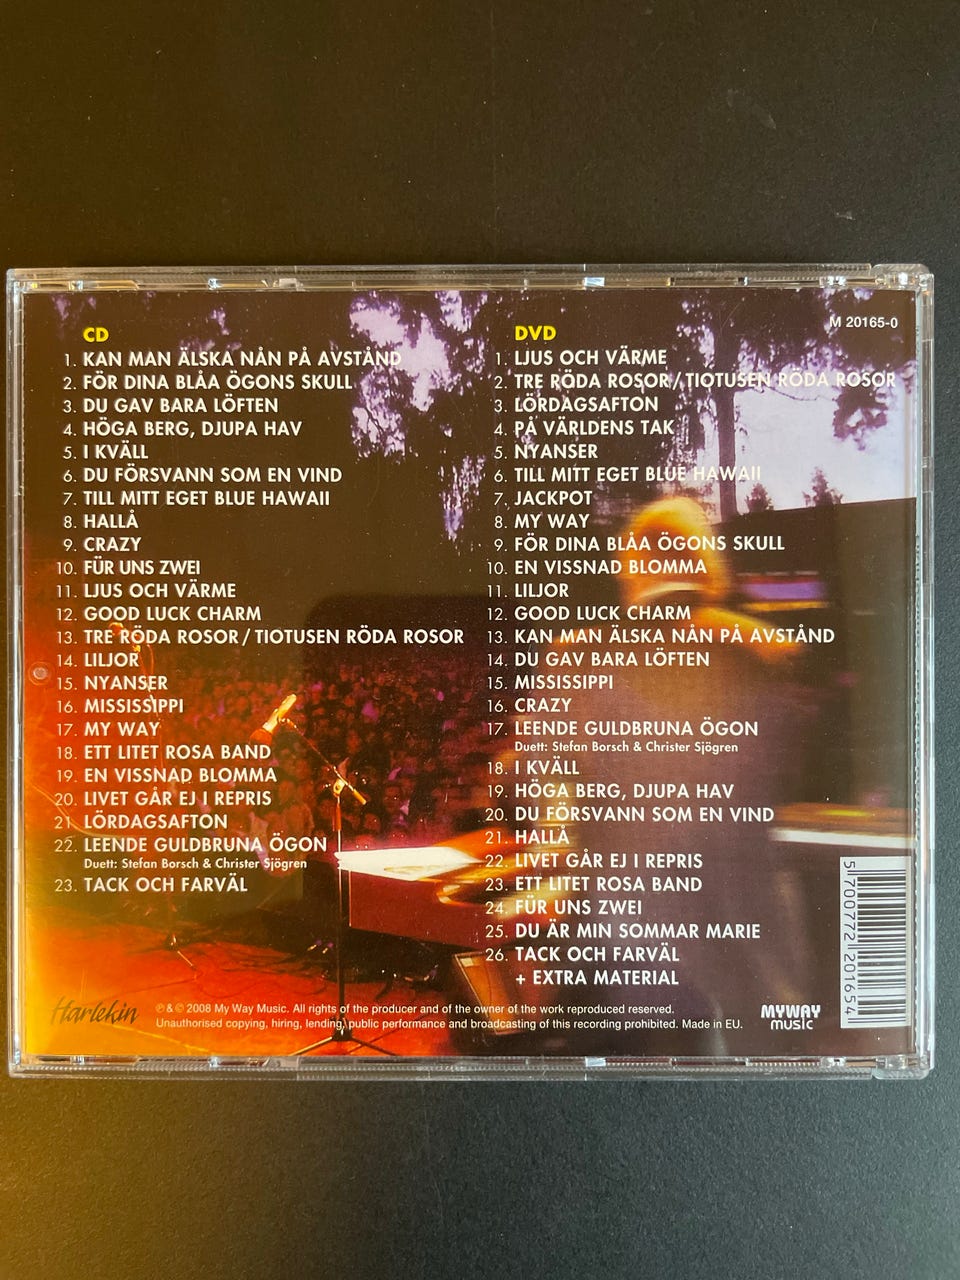 CD
1. KAN MAN ÄLSKA NÅN PÅ AVSTÅND
2. FÖR DINA BLÅA ÖGONS SKULL
3. DU GAV BARA LÖFTEN
4. HÖGA BERG, DJUPA HAV
5. I KVÄLL
6. DU FÖRSVANN SOM EN VIND
7. TILL MITT EGET BLUE HAWAII
8. HALLÅ
9. CRAZY
10. FÜR UNS ZWEI
11. LJUS OCH VÄRME
12. GOOD LUCK CHARM
13. TRE RÖDA ROSOR / TIOTUSEN RÖDA ROSOR
14. LILJOR
15. NYANSER
16. MISSISSIPPI
17. MY WAY
18. ETT LITET ROSA BAND
19. EN VISSNAD BLOMMA
20. LIVET GÅR EJ I REPRIS
21 LÖRDAGSAFTON
22. LEENDE GULDBRUNA ÖGON
Duett: Stefan Borsch & Christer Sjögren
23. TACK OCH FARVÄL
DVD
1. LJUS OCH VÄRME
2. TRE RÖDA ROSOR / TIOTUSEN RÖDA ROSOR
3. LÖRDAGSAFTON
4. PÅ VÄRLDENS TAK
5. NYANSER
6. TILL MITT EGET BLUE HAWAII
7. JACKPOT
8. MY WAY
9. FÖR DINA BLÅA ÖGONS SKULL
10. EN VISSNAD BLOMMA
11. LILJOR
12. GOOD LUCK CHARM
13. KAN MAN ÄLSKA NÅN PÅ AVSTÅND
14. DU GAV BARA LÖFTEN
15. MISSISSIPPI
16. CRAZY
17. LEENDE GULDBRUNA ÖGON
Duett: Stefan Borsch & Christer Sjögren
18. I KVÄLL
19. HÖGA BERG, DJUPA HAV
20. DU FÖRSVANN SOM EN VIND
21. HALLÅ
22. LIVET GÅR EJ I REPRIS
23. ETT LITET ROSA BAND
24. FÜR UNS ZWEI
25. DU ÄR MIN SOMMAR MARIE
26. TACK OCH FARVÄL
+ EXTRA MATERIAL
M 20165-0
5 700772 201654
Harlekin
℗ & © 2008 My Way Music. All rights of the producer and of the owner of the work reproduced reserved.
Unauthorised copying, hiring, lending, public performance and broadcasting of this recording prohibited. Made in EU.
MYWAY
music